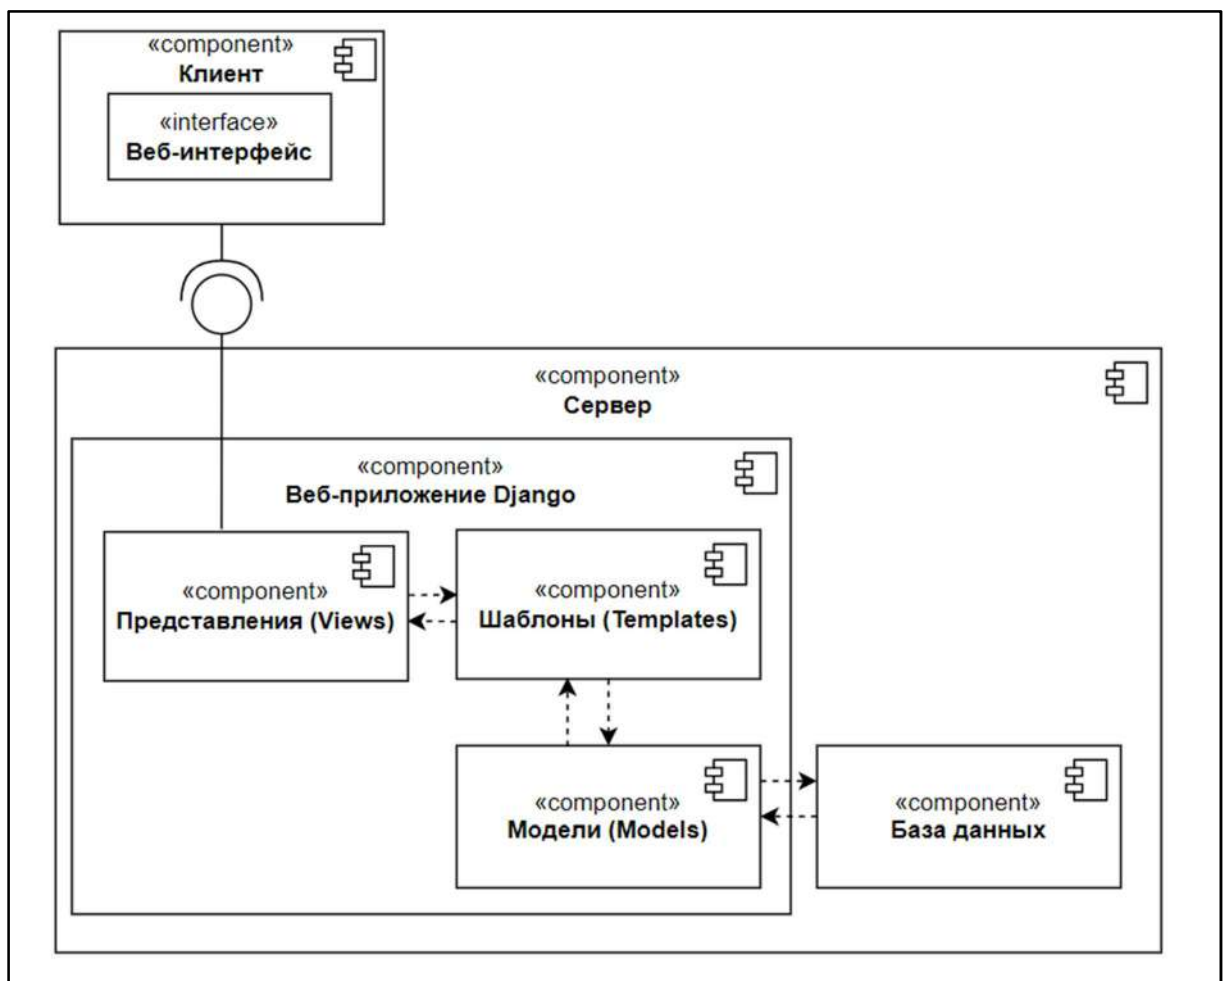 «component»
Клиент
«interface»
Веб-интерфейс
«component»
Сервер
«component»
Веб-приложение Django
«component»
Представления (Views)
«component»
Шаблоны (Templates)
«component»
Модели (Models)
«component»
База данных